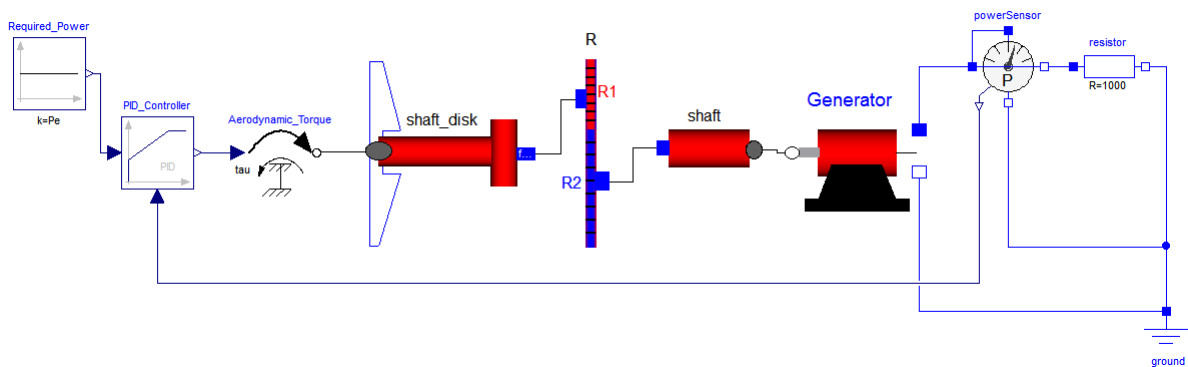 Required_Power
k=Pe
PID_Controller
PID
Aerodynamic_Torque
tau
shaft_disk
R
R1
R2
shaft
Generator
powerSensor
P
resistor
R=1000
ground